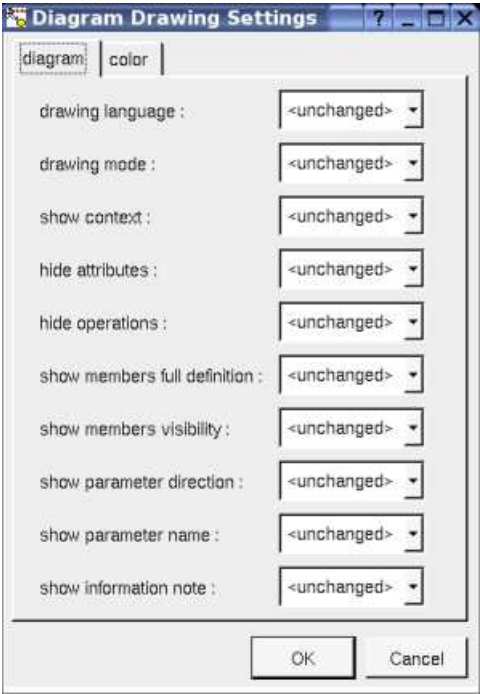 Diagram Drawing Settings ? _ X
diagram color
drawing language : <unchanged>
drawing mode : <unchanged>
show context : <unchanged>
hide attributes : <unchanged>
hide operations : <unchanged>
show members full definition : <unchanged>
show members visibility : <unchanged>
show parameter direction : <unchanged>
show parameter name : <unchanged>
show information note : <unchanged>
OK Cancel